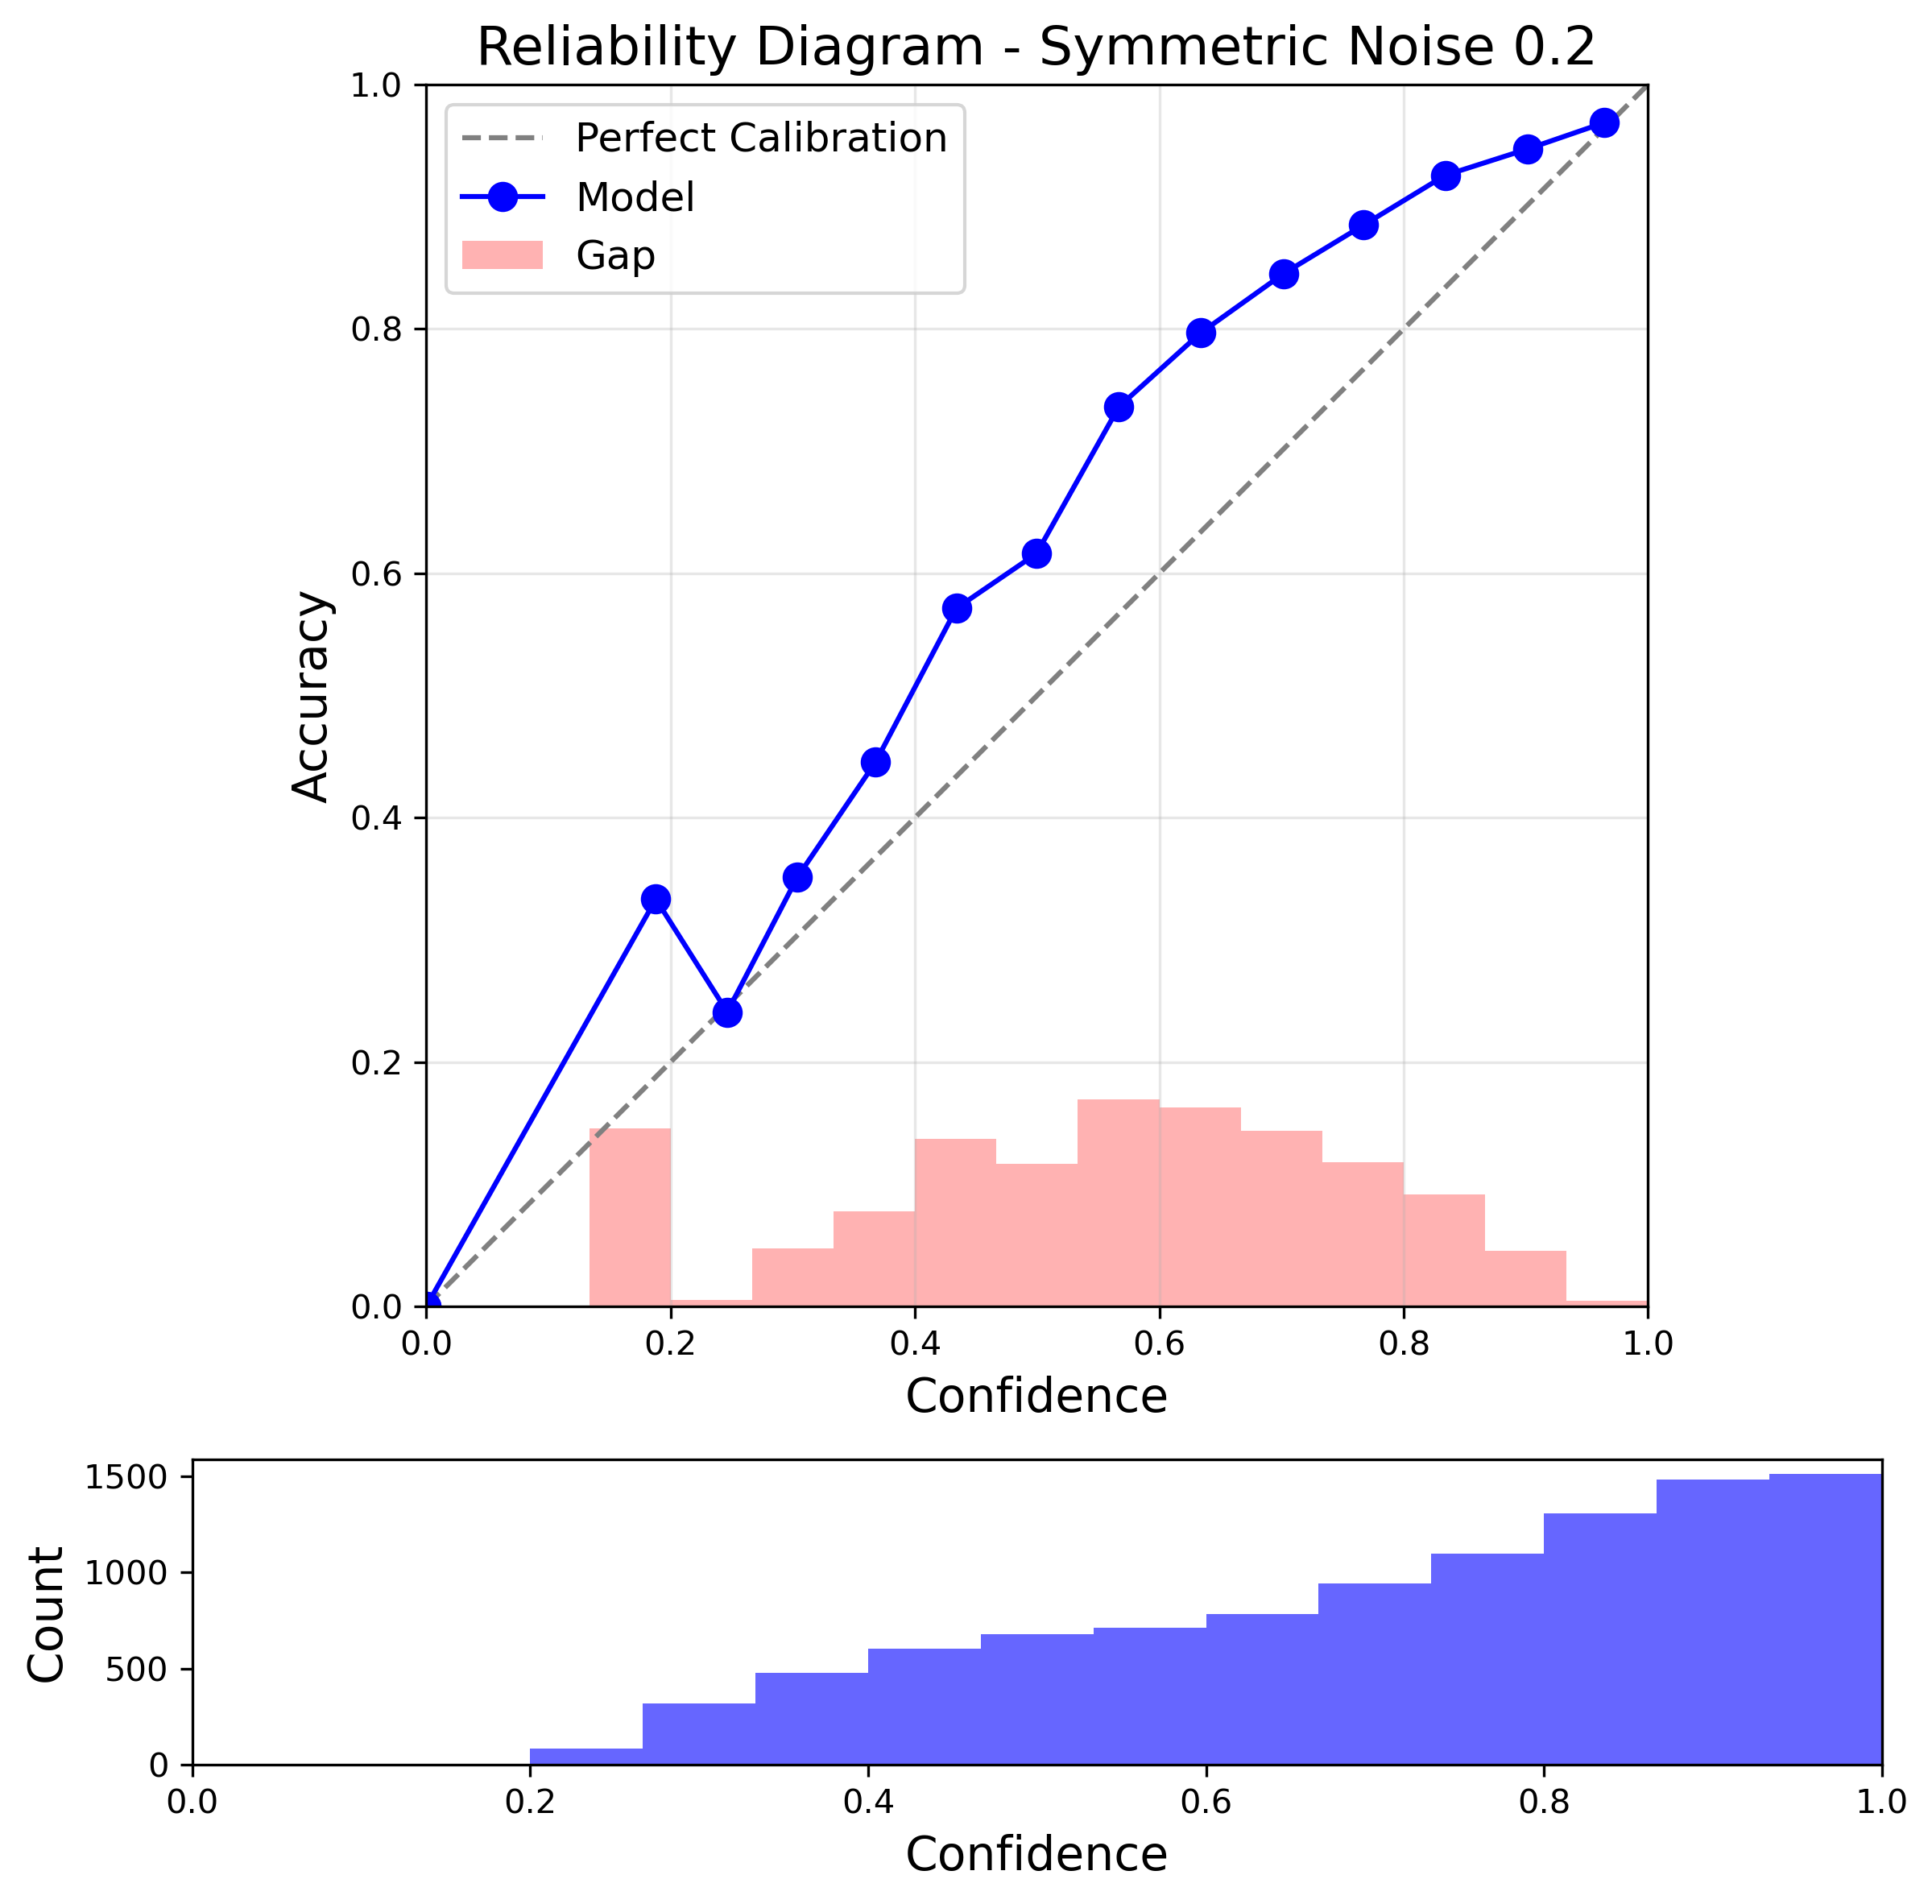 Reliability Diagram - Symmetric Noise 0.2
1.0
Perfect Calibration
Model
Gap
0.8
0.6
Accuracy
0.4
0.2
0.0
0.0 0.2 0.4 0.6 0.8 1.0
Confidence
1500
1000
Count
500
0
0.0 0.2 0.4 0.6 0.8 1.0
Confidence